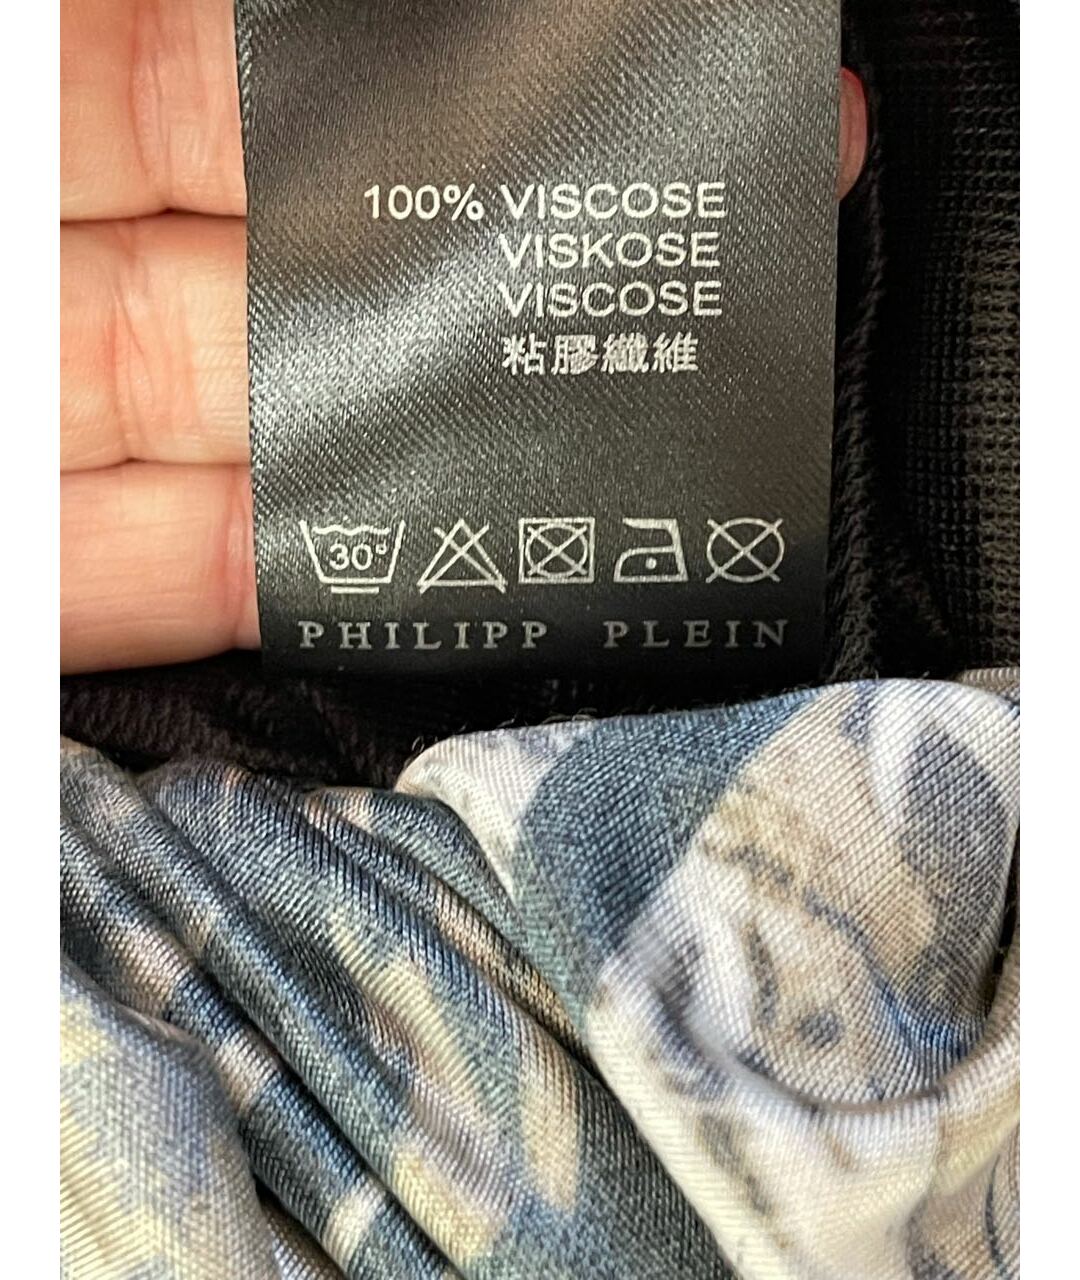 100% VISCOSE
VISKOSE
VISCOSE
粘膠纖維
30°
PHILIPP PLEIN